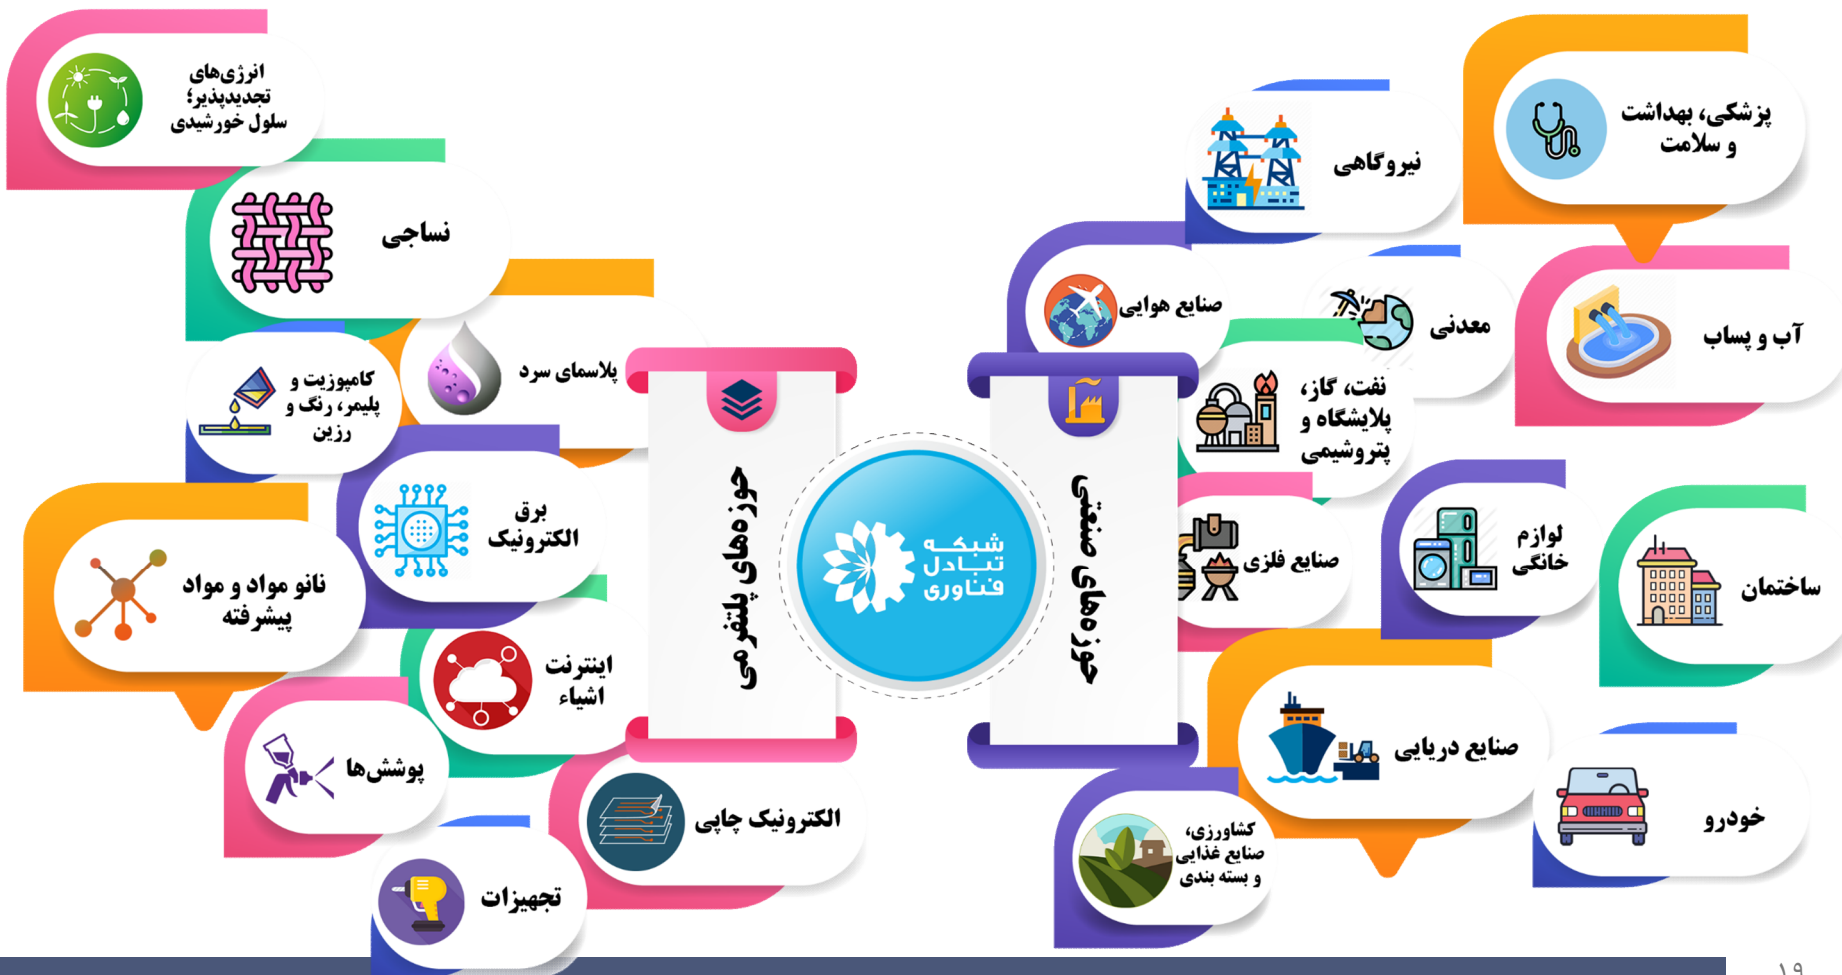 پزشکی، بهداشت
و سلامت
نیروگاهی
آب و پساب
معدنی
صنایع هوایی
نفت، گاز،
پلایشگاه و
پتروشیمی
ساختمان
لوازم
خانگی
صنایع فلزی
صنایع دریایی
خودرو
کشاورزی،
صنایع غذایی
و بسته بندی
حوزه‌های صنعتی
شبکه
تبادل
فناوری
حوزه‌های پلتفرمی
انرژی‌های
تجدیدپذیر؛
سلول خورشیدی
نساجی
پلاسمای سرد
کامپوزیت و
پلیمر، رنگ و
رزین
برق
الکترونیک
نانو مواد و مواد
پیشرفته
اینترنت
اشیاء
پوشش‌ها
الکترونیک چاپی
تجهیزات
۱۹